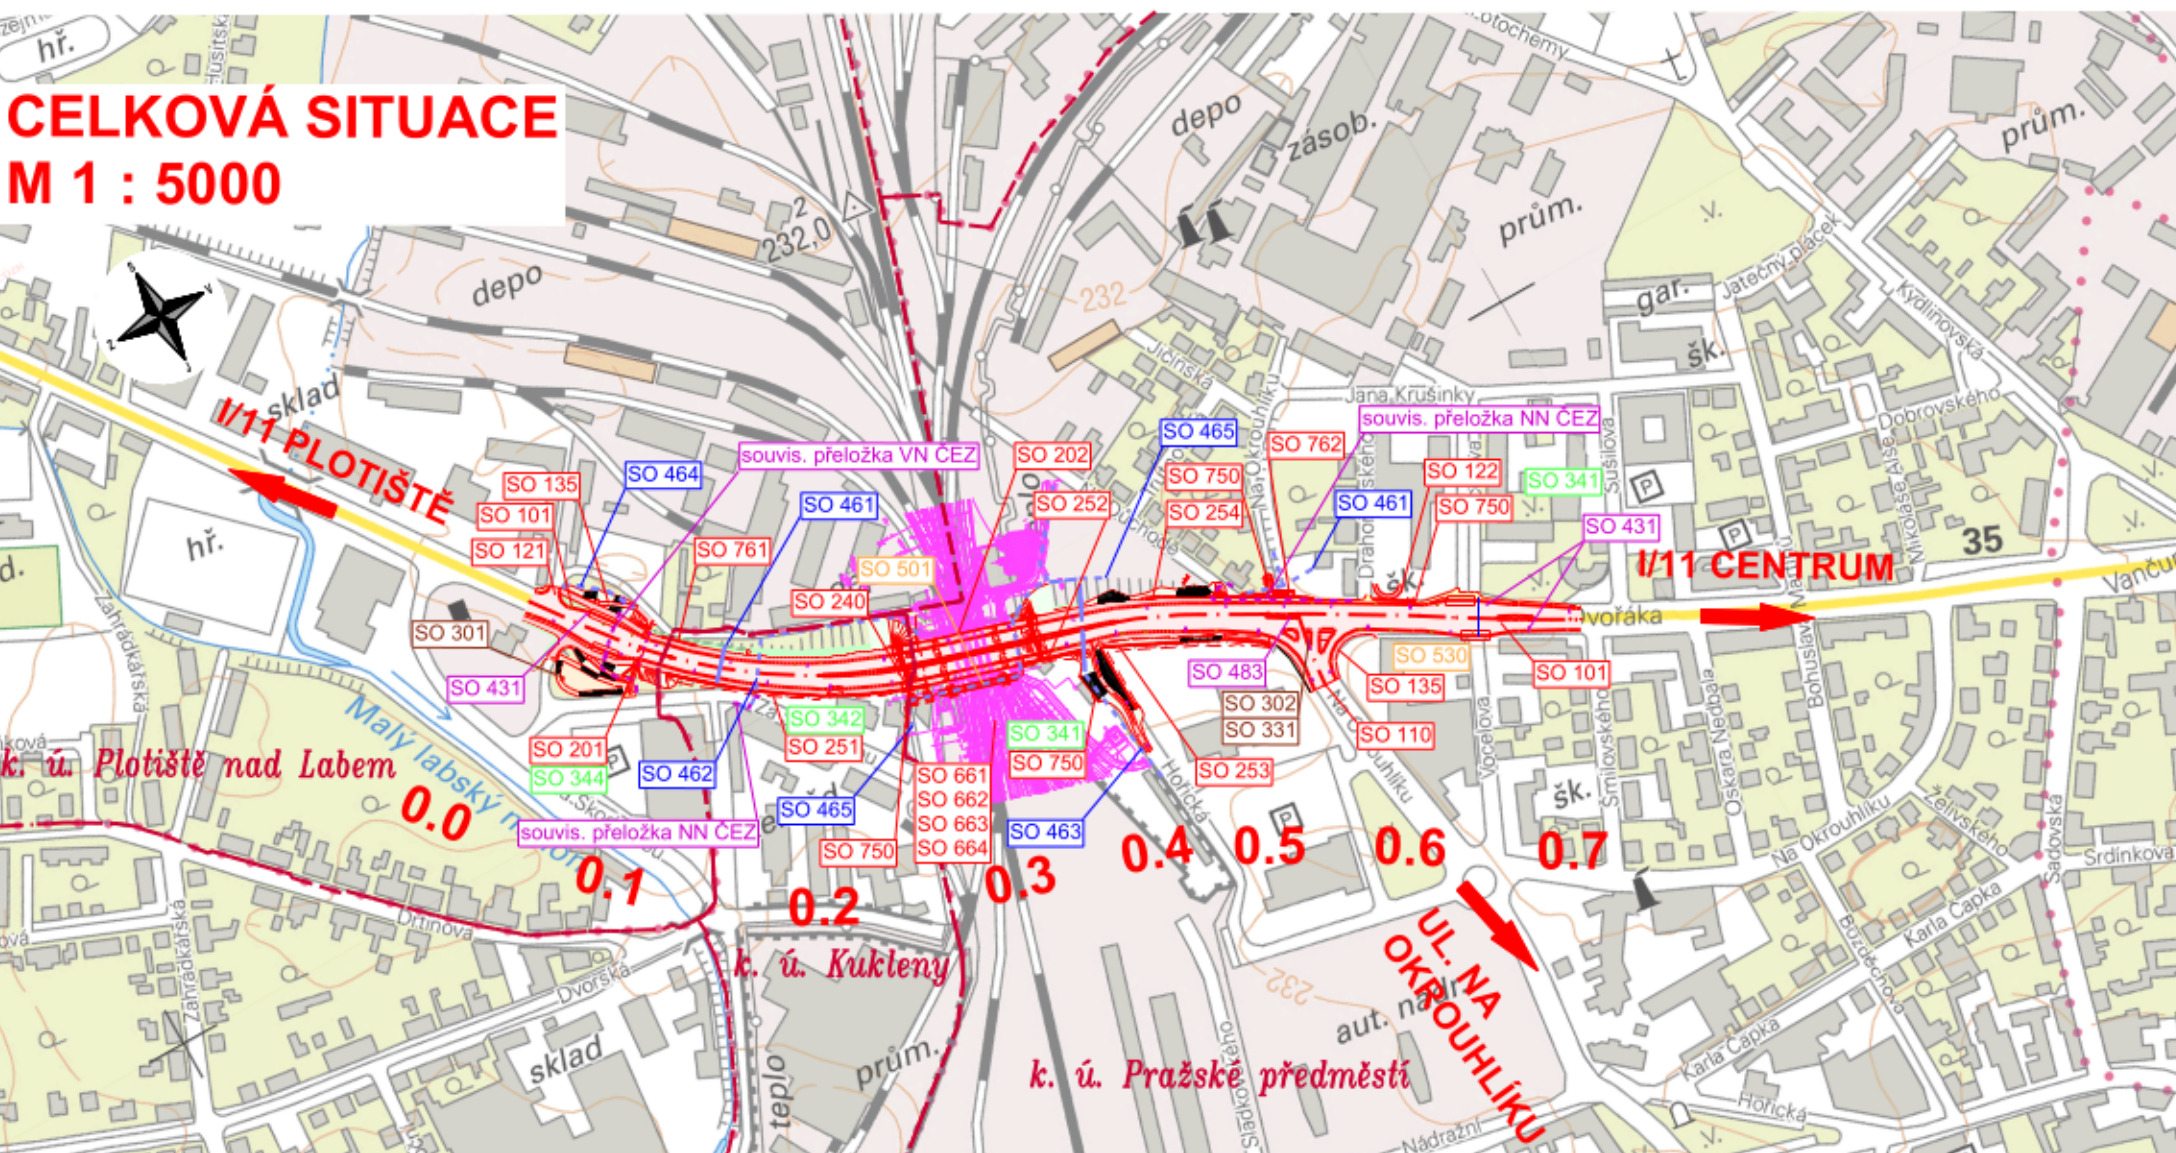 CELKOVÁ SITUACE
M 1 : 5000
hř.
Husitská
depo
zásob.
prům.
prům.
depo
232,0
2
232
sklad
hř.
gar.
šk.
Jatečný plácek
Kydlinovská
Jičínská
Na Okrouhlíku
Jana Krušinky
Dobrovského
Mikoláše Alše
Sušilova
I/11 PLOTIŠTĚ
souvis. přeložka VN ČEZ
souvis. přeložka NN ČEZ
SO 135
SO 101
SO 121
SO 464
SO 461
SO 761
SO 501
SO 240
SO 202
SO 252
SO 465
SO 750
SO 254
SO 762
SO 461
SO 122
SO 750
SO 341
SO 431
I/11 CENTRUM
35
šk.
SO 301
SO 431
SO 201
SO 344
SO 462
SO 342
SO 251
SO 465
SO 750
souvis. přeložka NN ČEZ
SO 661
SO 662
SO 663
SO 664
SO 341
SO 750
SO 463
SO 253
SO 483
SO 302
SO 331
SO 530
SO 135
SO 110
SO 101
Zahrádkářská
Malý labský
k. ú. Plotiště nad Labem
0.0
0.1
0.2
0.3
0.4
0.5
0.6
0.7
Hořická
Vocelova
Šmilovského
Oskara Nedbala
Bohuslava
šk.
Na Okrouhlíku
Želivského
Sadovská
Srdínkova
Karla Čapka
Buzděchova
Drtinova
Dvorská
Zahrádkářská
k. ú. Kukleny
sklad
teplo
prům.
k. ú. Pražské předměstí
232
aut. nádr.
UL. NA
OKROUHLÍKU
Karla Čapka
Hořická
Nádražní
Sladkovského